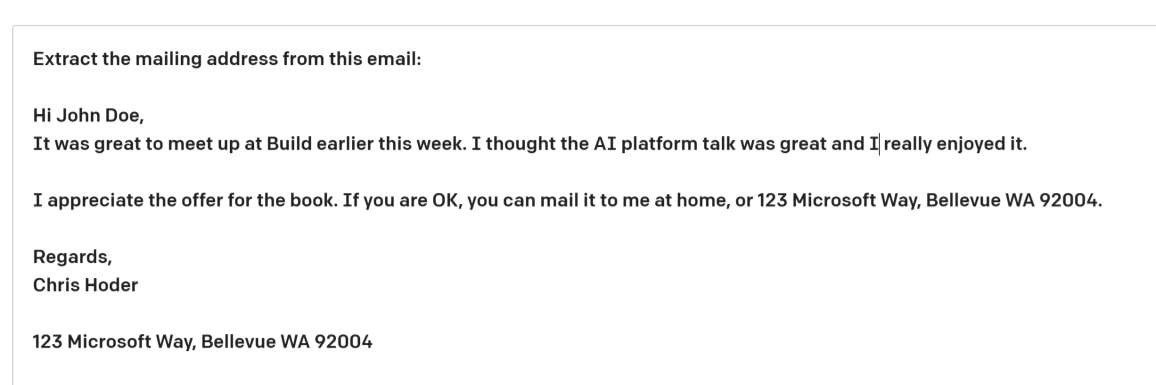 Extract the mailing address from this email:
Hi John Doe,
It was great to meet up at Build earlier this week. I thought the AI platform talk was great and I really enjoyed it.
I appreciate the offer for the book. If you are OK, you can mail it to me at home, or 123 Microsoft Way, Bellevue WA 92004.
Regards,
Chris Hoder
123 Microsoft Way, Bellevue WA 92004